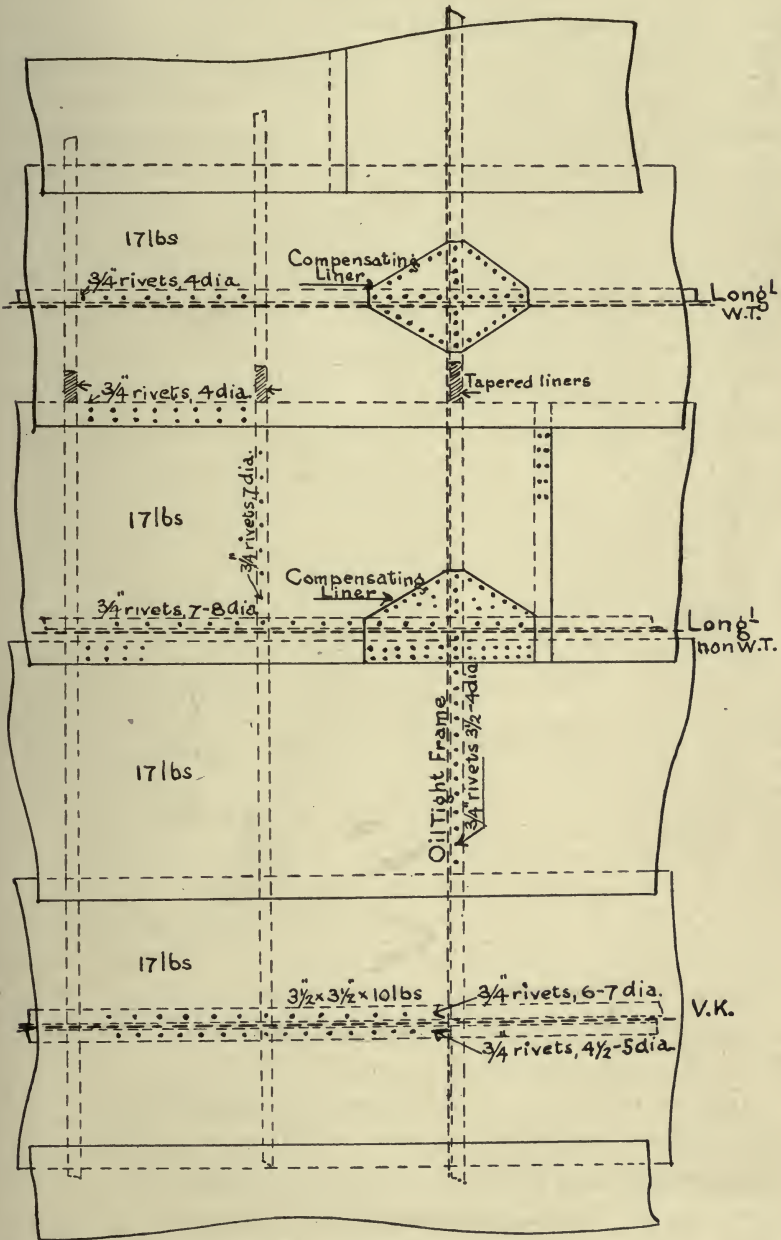 17lbs
Compensating
Liner
3/4" rivets, 4 dia.
Long^L
W.T.
3/4" rivets, 4 dia.
Tapered liners
17lbs
3/4" rivets, 7 dia.
Compensating
Liner
3/4" rivets, 7-8 dia
Long^L
non W.T.
17lbs
Oil Tight Frame
3/4" rivets 3 1/2-4 dia.
17lbs
3 1/2" x 3 1/2" x 10lbs
3/4" rivets, 6-7 dia.
V.K.
3/4 rivets, 4 1/2-5 dia.